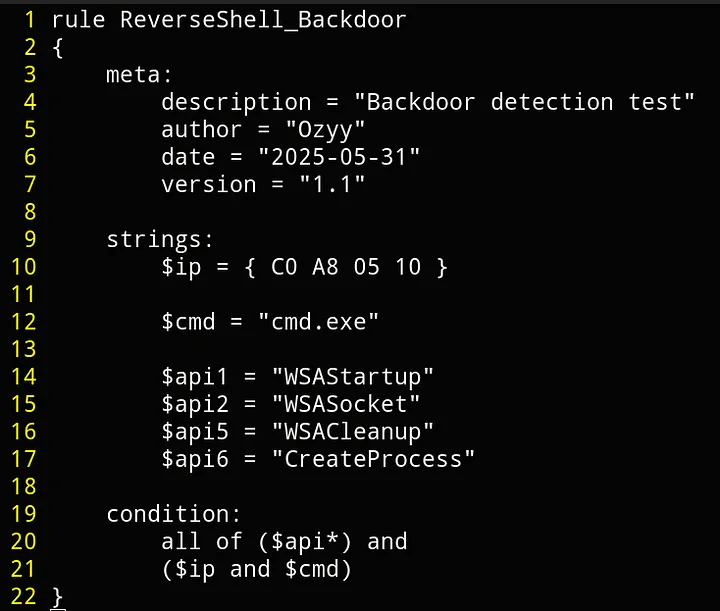 1 rule ReverseShell_Backdoor
2 {
3     meta:
4         description = "Backdoor detection test"
5         author = "Ozyy"
6         date = "2025-05-31"
7         version = "1.1"
8
9     strings:
10         $ip = { C0 A8 05 10 }
11
12         $cmd = "cmd.exe"
13
14         $api1 = "WSAStartup"
15         $api2 = "WSASocket"
16         $api5 = "WSACleanup"
17         $api6 = "CreateProcess"
18
19     condition:
20         all of ($api*) and
21         ($ip and $cmd)
22 }